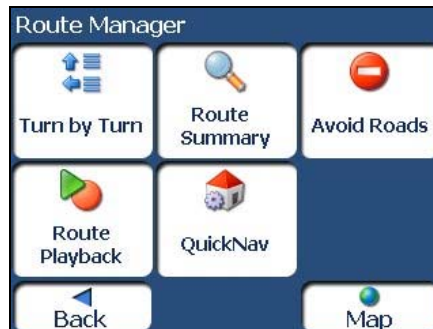 Route Manager
Turn by Turn
Route
Summary
Avoid Roads
Route
Playback
QuickNav
Back
Map